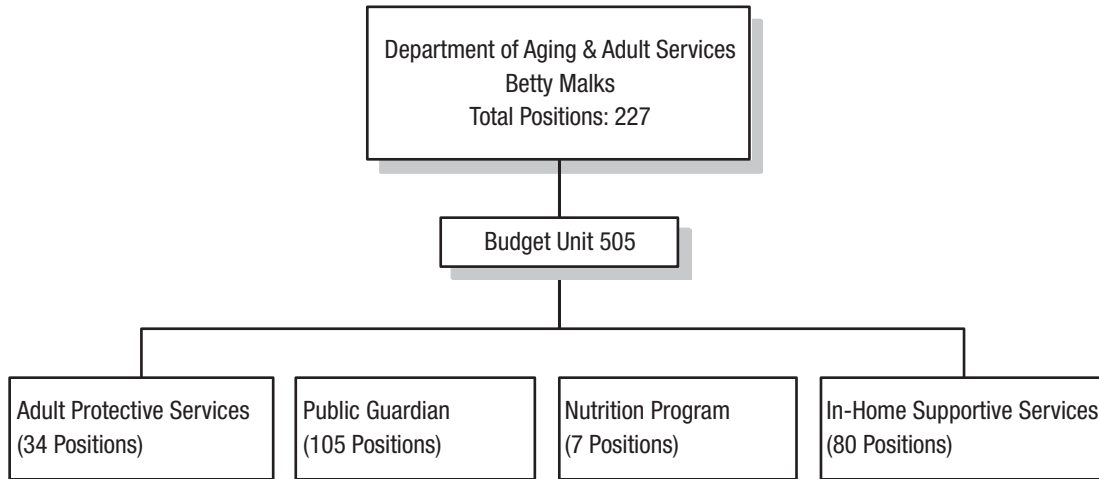 Department of Aging & Adult Services
Betty Malks
Total Positions: 227
Budget Unit 505
Adult Protective Services
(34 Positions)
Public Guardian
(105 Positions)
Nutrition Program
(7 Positions)
In-Home Supportive Services
(80 Positions)